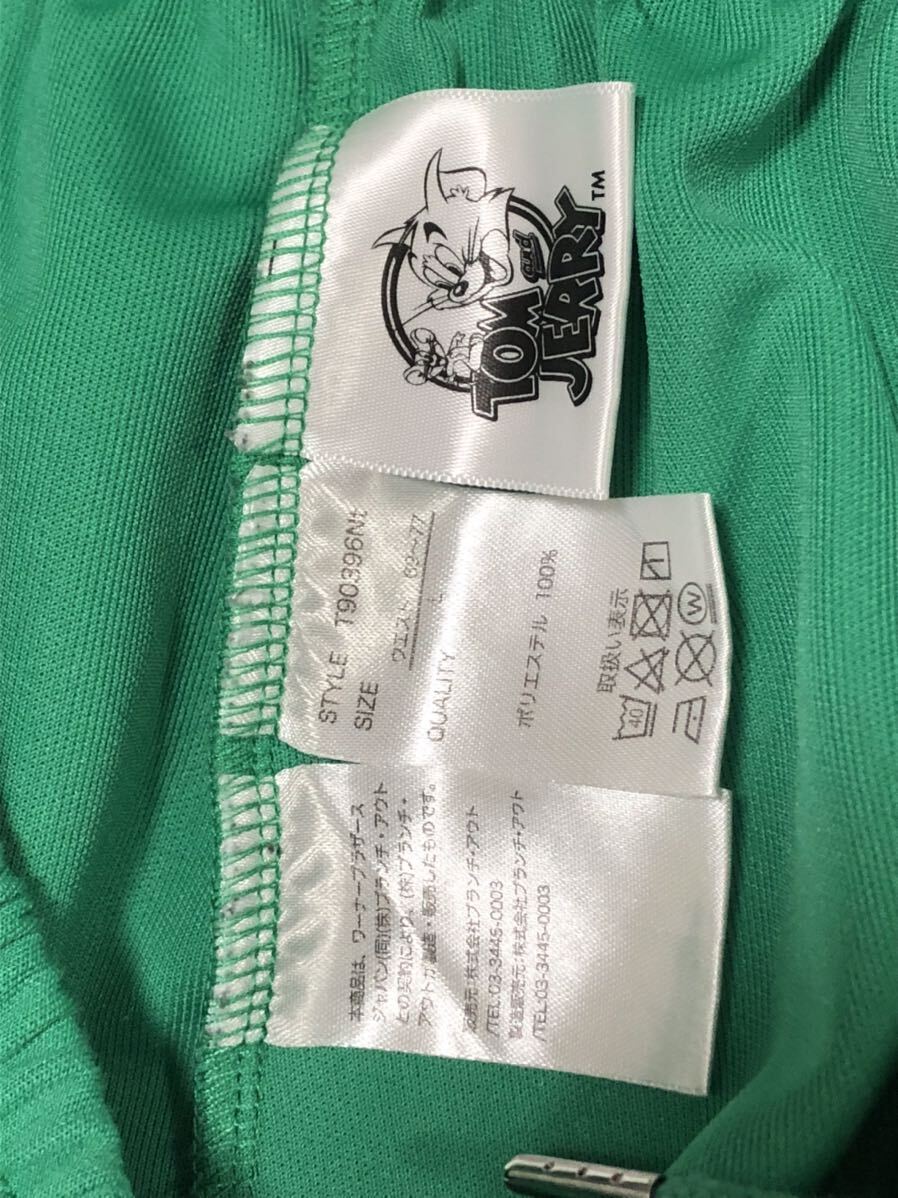 TOM and
JERRY™
STYLE T90396Nt
SIZE
ウエスト 69~77
QUALITY
ポリエステル 100%
取扱い表示
40
W
本商品は、ワーナーブラザース
ジャパン(同)(株)ブランチ・アウト
との契約により、(株)ブランチ・
アウトが製造・販売したものです。
販売元:株式会社ブランチ・アウト
/TEL.03-3445-0003
製造販売元:株式会社ブランチ・アウト
/TEL.03-3445-0003